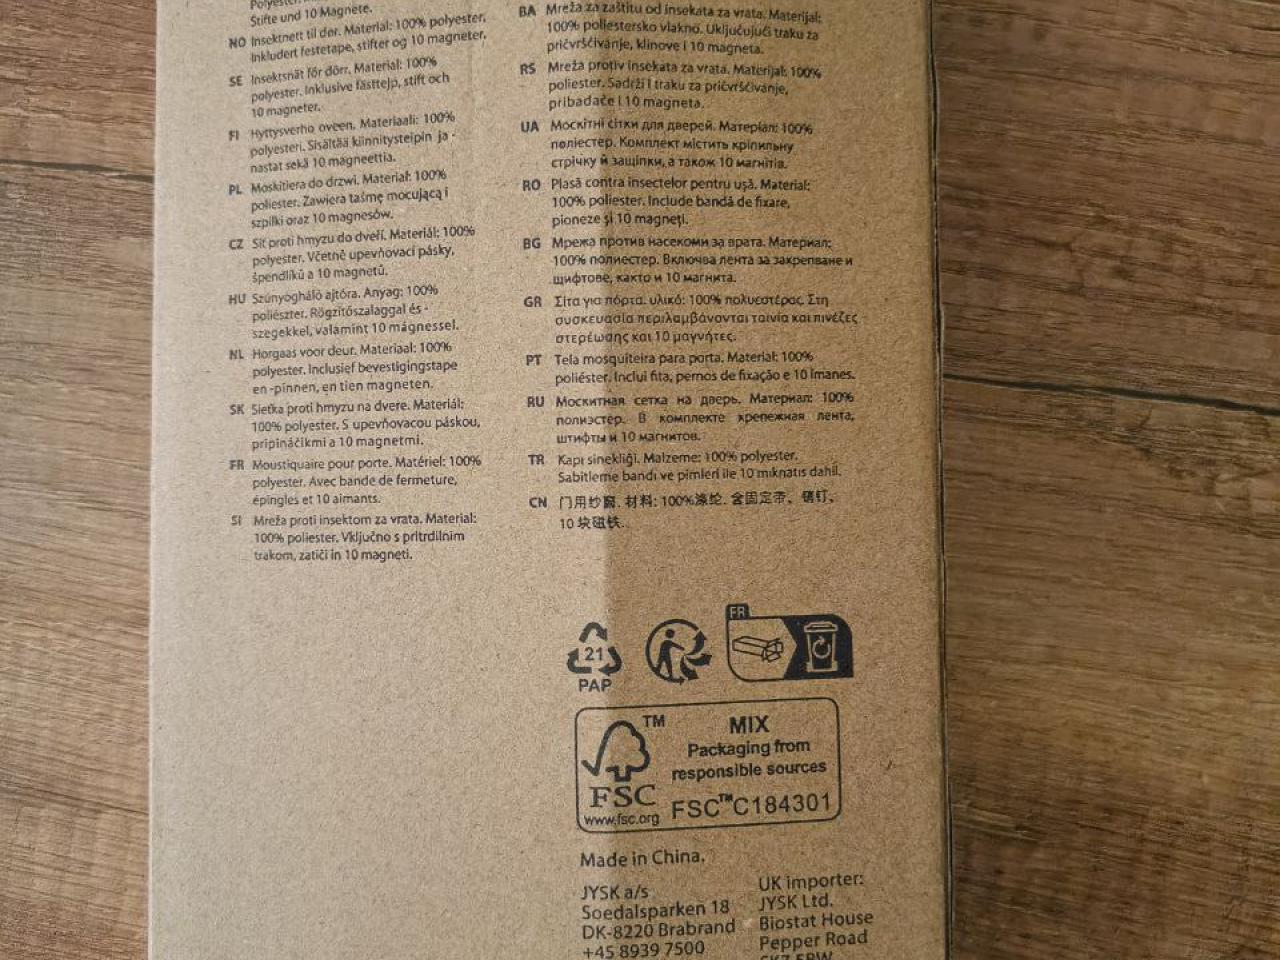 Stifte und 10 Magnete.
NO Insektnett til dør. Material: 100% polyester.
Inkludert festetape, stifter og 10 magneter.
SE Insektsnät för dörr. Material: 100%
polyester. Inklusive fästtejp, stift och
10 magneter.
FI Hyttysverho oveen. Materiaali: 100%
polyesteri. Sisältää kiinnitysteipin ja -
nastat sekä 10 magneettia.
PL Moskitiera do drzwi. Materiał: 100%
poliester. Zawiera taśmę mocującą i
szpilki oraz 10 magnesów.
CZ Síť proti hmyzu do dveří. Materiál: 100%
polyester. Včetně upevňovací pásky,
špendlíků a 10 magnetů.
HU Szúnyogháló ajtóra. Anyag: 100%
poliészter. Rögzítőszalaggal és -
szegekkel, valamint 10 mágnessel.
NL Horgaas voor deur. Materiaal: 100%
polyester. Inclusief bevestigingstape
en -pinnen, en tien magneten.
SK Sieťka proti hmyzu na dvere. Materiál:
100% polyester. S upevňovacou páskou,
pripináčikmi a 10 magnetmi.
FR Moustiquaire pour porte. Matériel: 100%
polyester. Avec bande de fermeture,
épingles et 10 aimants.
SI Mreža proti insektom za vrata. Material:
100% poliester. Vključno s pritrdilnim
trakom, zatiči in 10 magneti.
BA Mreža za zaštitu od insekata za vrata. Materijal:
100% poliestersko vlakno. Uključujući traku za
pričvršćivanje, klinove i 10 magneta.
RS Mreža protiv insekata za vrata. Materijal: 100%
poliester. Sadrži i traku za pričvršćivanje,
pribadače i 10 magneta.
UA Москітні сітки для дверей. Матеріал: 100%
поліестер. Комплект містить кріпильну
стрічку й защіпки, а також 10 магнітів.
RO Plasă contra insectelor pentru uşă. Material:
100% poliester. Include bandă de fixare,
pioneze şi 10 magneţi.
BG Мрежа против насекоми за врата. Материал:
100% полиестер. Включва лента за закрепване и
щифтове, както и 10 магнита.
GR Σίτα για πόρτα. υλικό: 100% πολυεστέρας. Στη
συσκευασία περιλαμβάνονται ταινία και πινέζες
στερέωσης και 10 μαγνήτες.
PT Tela mosquiteira para porta. Material: 100%
poliéster. Inclui fita, pernos de fixação e 10 ímanes.
RU Москитная сетка на дверь. Материал: 100%
полиэстер. В комплекте крепежная лента,
штифты и 10 магнитов.
TR Kapı sinekliği. Malzeme: 100% polyester.
Sabitleme bandı ve pimleri ile 10 mıknatıs dahil.
CN 门用纱窗. 材料: 100%涤纶. 含固定带、销钉、
10 块磁铁.
21
PAP
FR
FSC
www.fsc.org
TM
MIX
Packaging from
responsible sources
FSC™ C184301
Made in China.
JYSK a/s
Soedalsparken 18
DK-8220 Brabrand
+45 8939 7500
UK importer:
JYSK Ltd.
Biostat House
Pepper Road